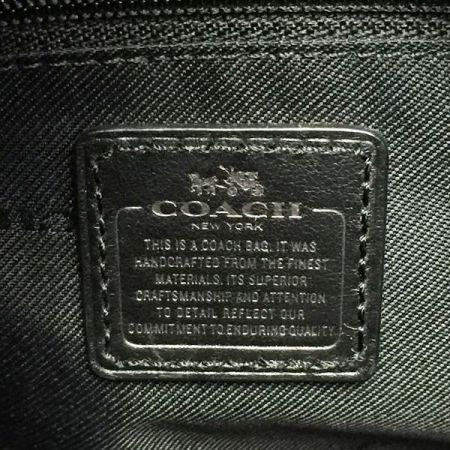 COACH
NEW YORK
THIS IS A COACH BAG. IT WAS
HANDCRAFTED FROM THE FINEST
MATERIALS. ITS SUPERIOR
CRAFTSMANSHIP AND ATTENTION
TO DETAIL REFLECT OUR
COMMITMENT TO ENDURING QUALITY.